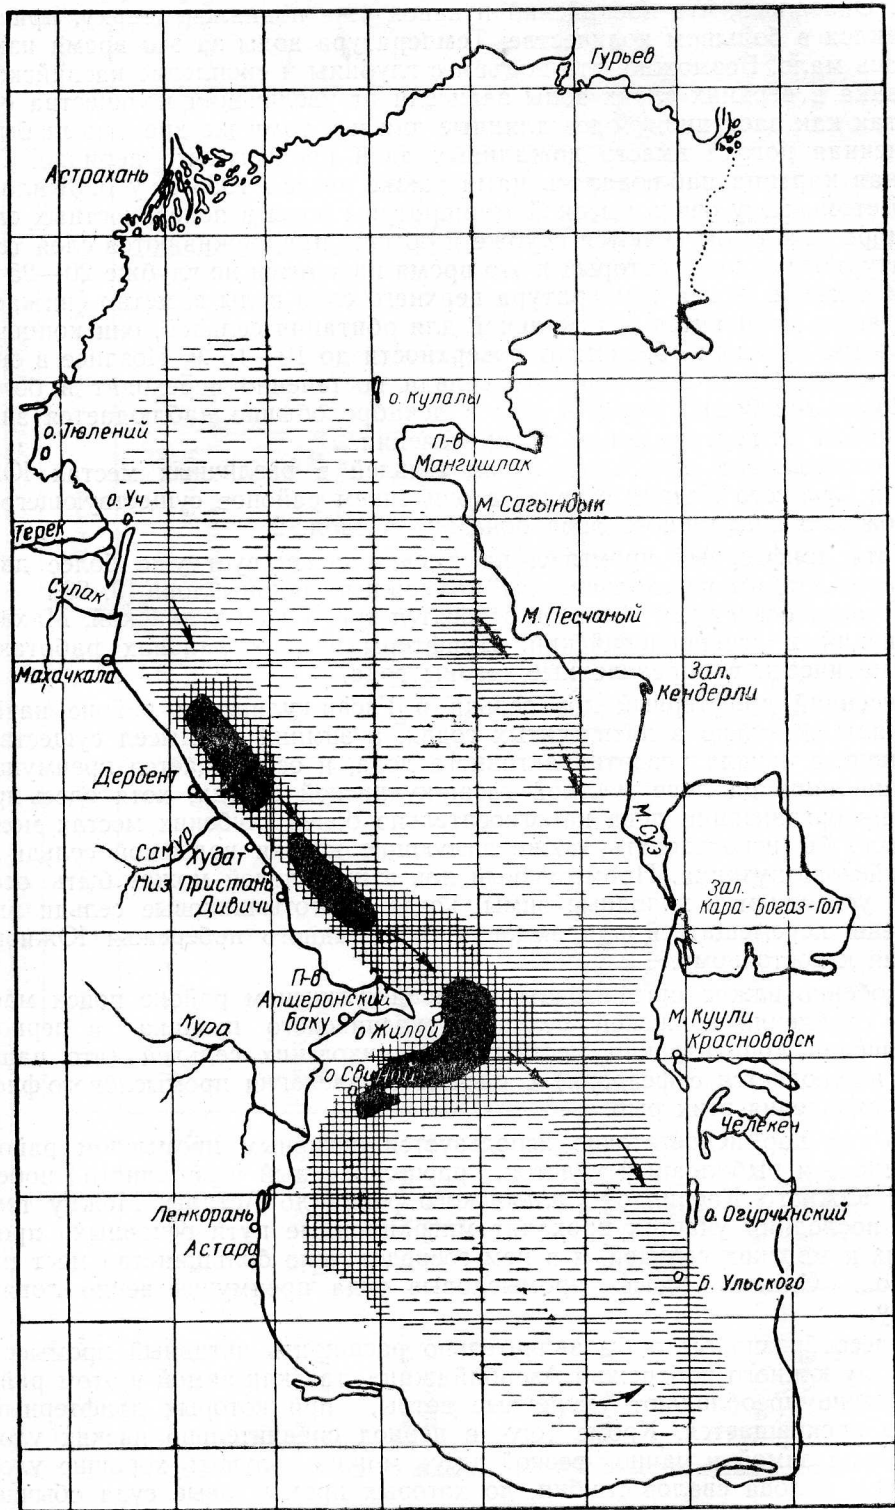 Гурьев
Астрахань
о. Кулалы
о. Тюлений
П-в
Мангишлак
Уч
М. Сагындык
Терек
Сулак
М. Песчаный
Махачкала
Зал.
Кендерли
Дербент
М. Суэ
Самур
Худат
Низ. Пристань
Дивичи
Зал.
Кара-Богаз-Гол
П-в
Апшеронский
Баку
о Жилой
Кура
М. Куули
Красноводск
Челекен
Ленкорань
о. Огурчинский
Астара
Б. Ульского